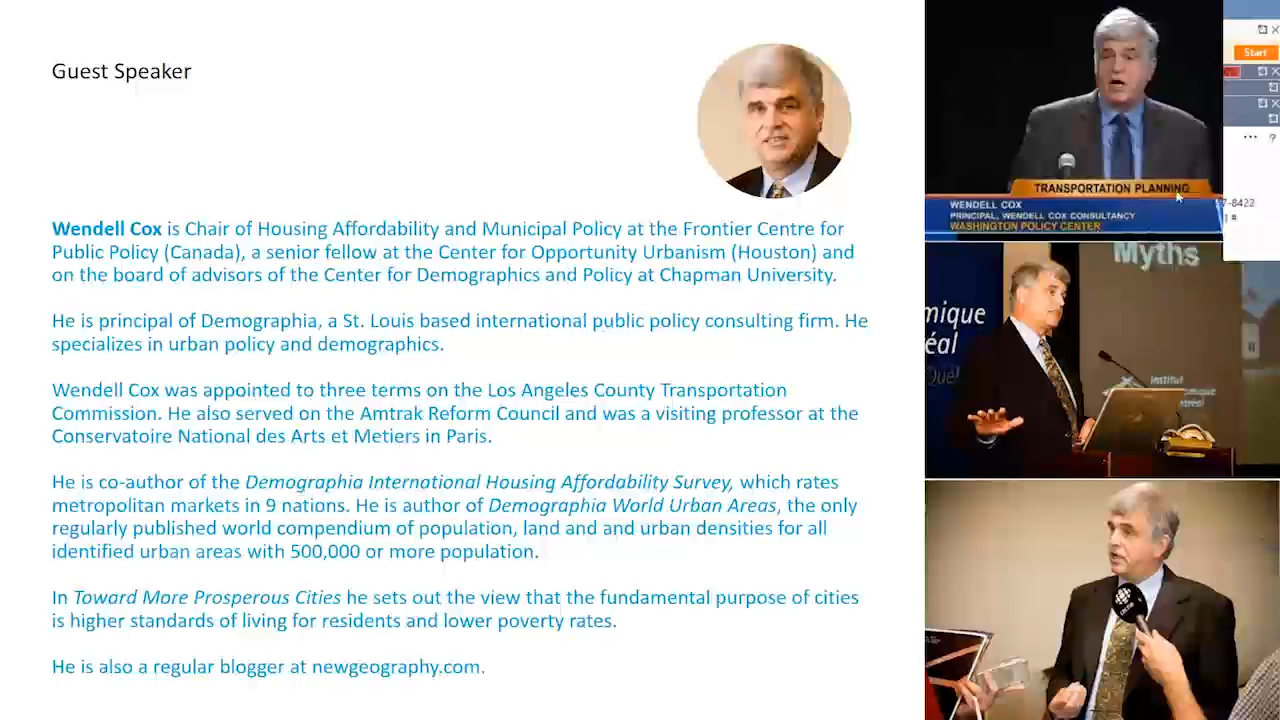 Guest Speaker
Wendell Cox is Chair of Housing Affordability and Municipal Policy at the Frontier Centre for
Public Policy (Canada), a senior fellow at the Center for Opportunity Urbanism (Houston) and
on the board of advisors of the Center for Demographics and Policy at Chapman University.
He is principal of Demographia, a St. Louis based international public policy consulting firm. He
specializes in urban policy and demographics.
Wendell Cox was appointed to three terms on the Los Angeles County Transportation
Commission. He also served on the Amtrak Reform Council and was a visiting professor at the
Conservatoire National des Arts et Metiers in Paris.
He is co-author of the Demographia International Housing Affordability Survey, which rates
metropolitan markets in 9 nations. He is author of Demographia World Urban Areas, the only
regularly published world compendium of population, land and and urban densities for all
identified urban areas with 500,000 or more population.
In Toward More Prosperous Cities he sets out the view that the fundamental purpose of cities
is higher standards of living for residents and lower poverty rates.
He is also a regular blogger at newgeography.com.
TRANSPORTATION PLANNING
WENDELL COX
PRINCIPAL, WENDELL COX CONSULTANCY
WASHINGTON POLICY CENTER
Start
... ?
7-8422
#
Myths
mique
éal
Qué
Institut